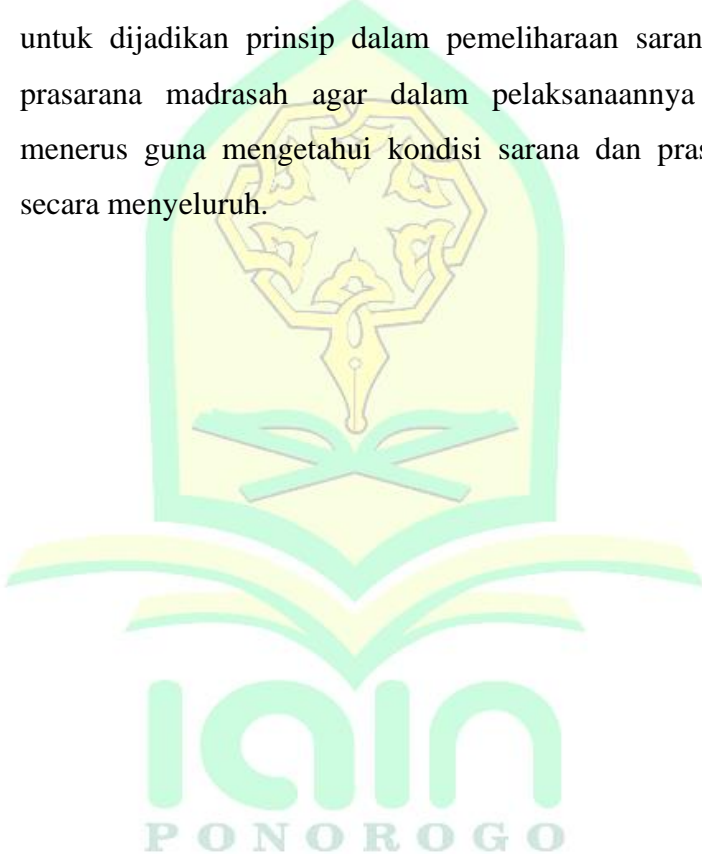 untuk dijadikan prinsip dalam pemeliharaan
prasarana madrasah agar dalam pelaksanaannya
menerus guna mengetahui kondisi sarana dan
secara menyeluruh.
iain
PONOROGO